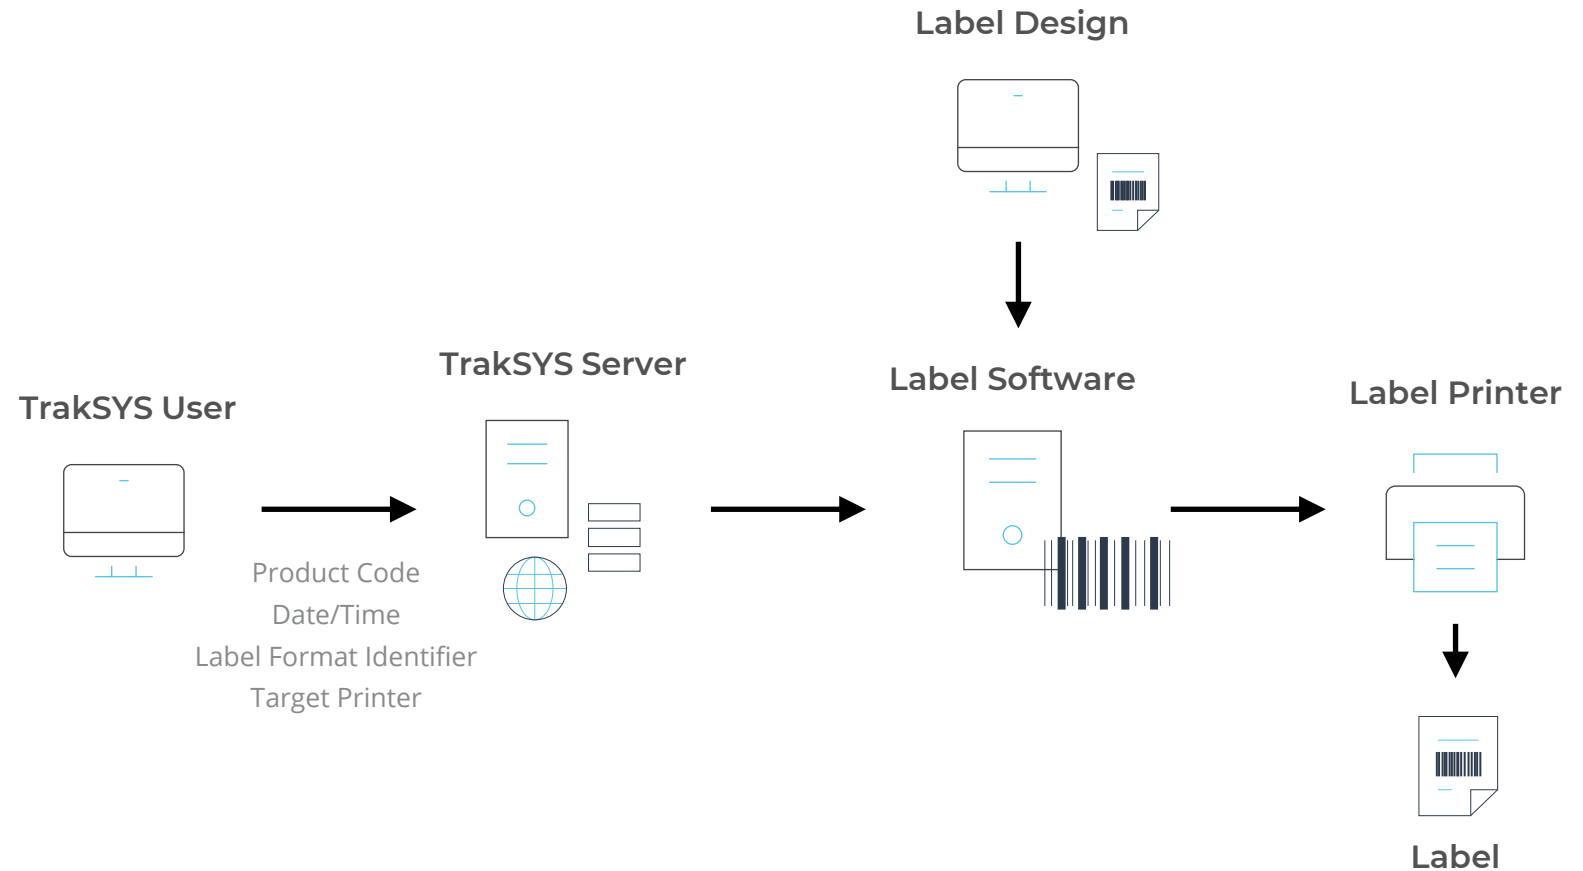 Label Design
TrakSYS Server
Label Software
Label Printer
TrakSYS User
Product Code
Date/Time
Label Format Identifier
Target Printer
Label